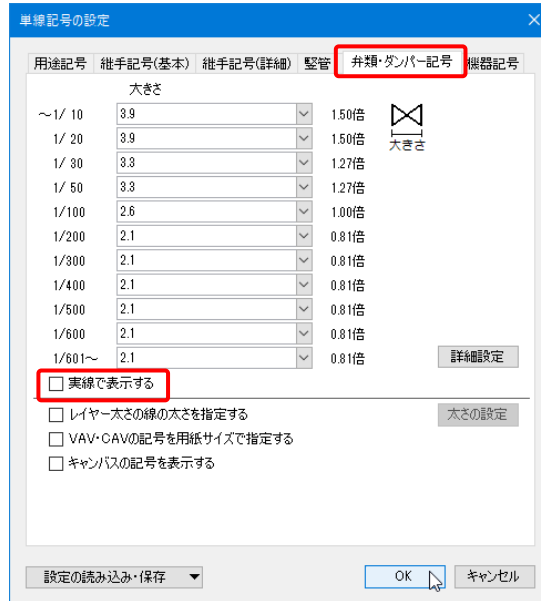 単線記号の設定
用途記号 継手記号(基本) 継手記号(詳細) 竪管 弁類・ダンパー記号 機器記号
大きさ
～1/ 10 3.9 1.50倍
1/ 20 3.9 1.50倍
大きさ
1/ 30 3.3 1.27倍
1/ 50 3.3 1.27倍
1/100 2.6 1.00倍
1/200 2.1 0.81倍
1/300 2.1 0.81倍
1/400 2.1 0.81倍
1/500 2.1 0.81倍
1/600 2.1 0.81倍
1/601～ 2.1 0.81倍 詳細設定
実線で表示する
レイヤー太さの線の太さを指定する 太さの設定
VAV・CAVの記号を用紙サイズで指定する
キャンバスの記号を表示する
設定の読み込み・保存 OK キャンセル